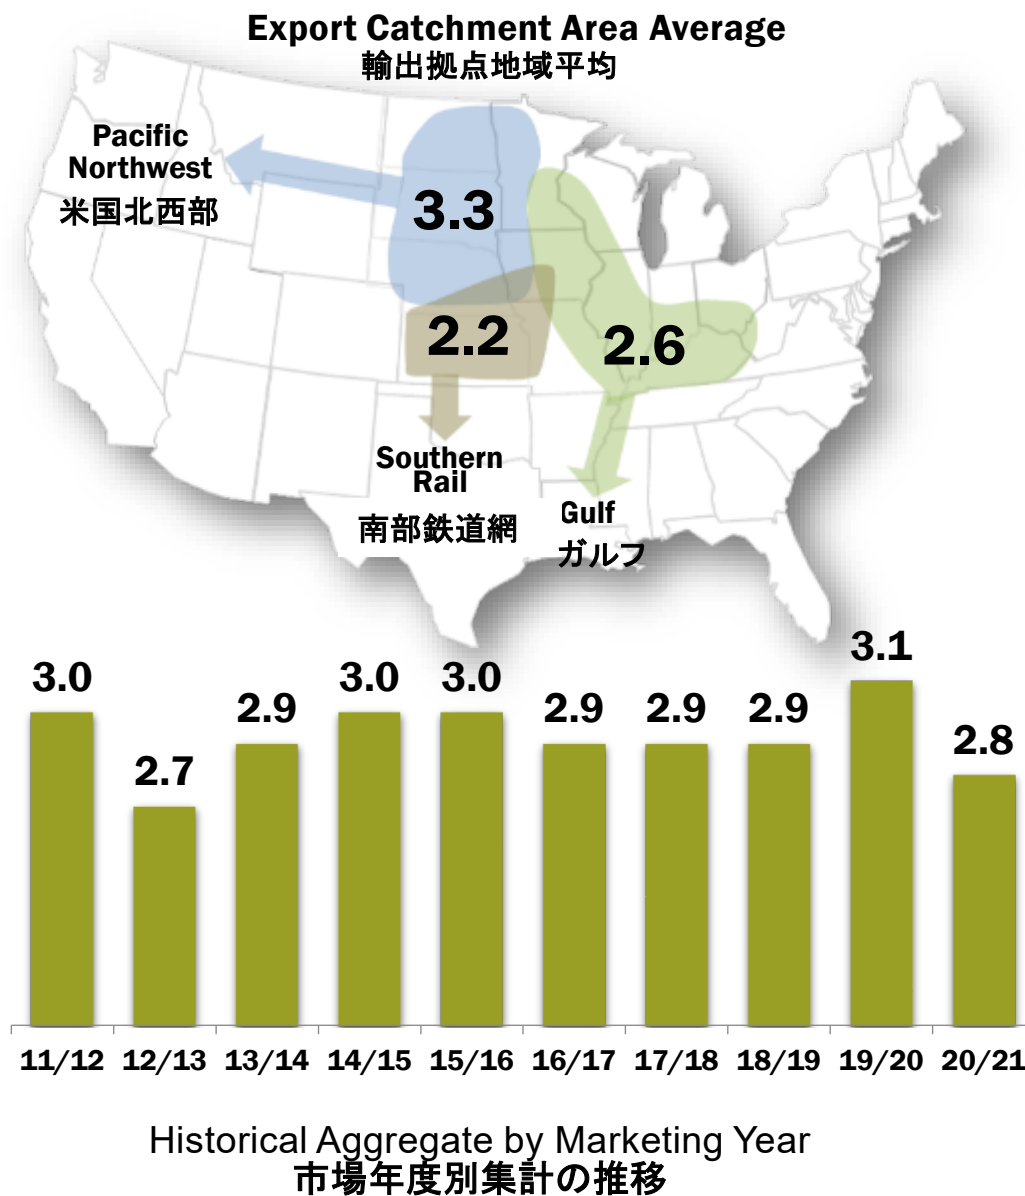 Export Catchment Area Average
輸出拠点地域平均
Pacific
Northwest
米国北西部
3.3
2.2
2.6
Southern
Rail
南部鉄道網
Gulf
ガルフ
3.0
2.7
2.9
3.0
3.0
2.9
2.9
2.9
3.1
2.8
11/12 12/13 13/14 14/15 15/16 16/17 17/18 18/19 19/20 20/21
Historical Aggregate by Marketing Year
市場年度別集計の推移